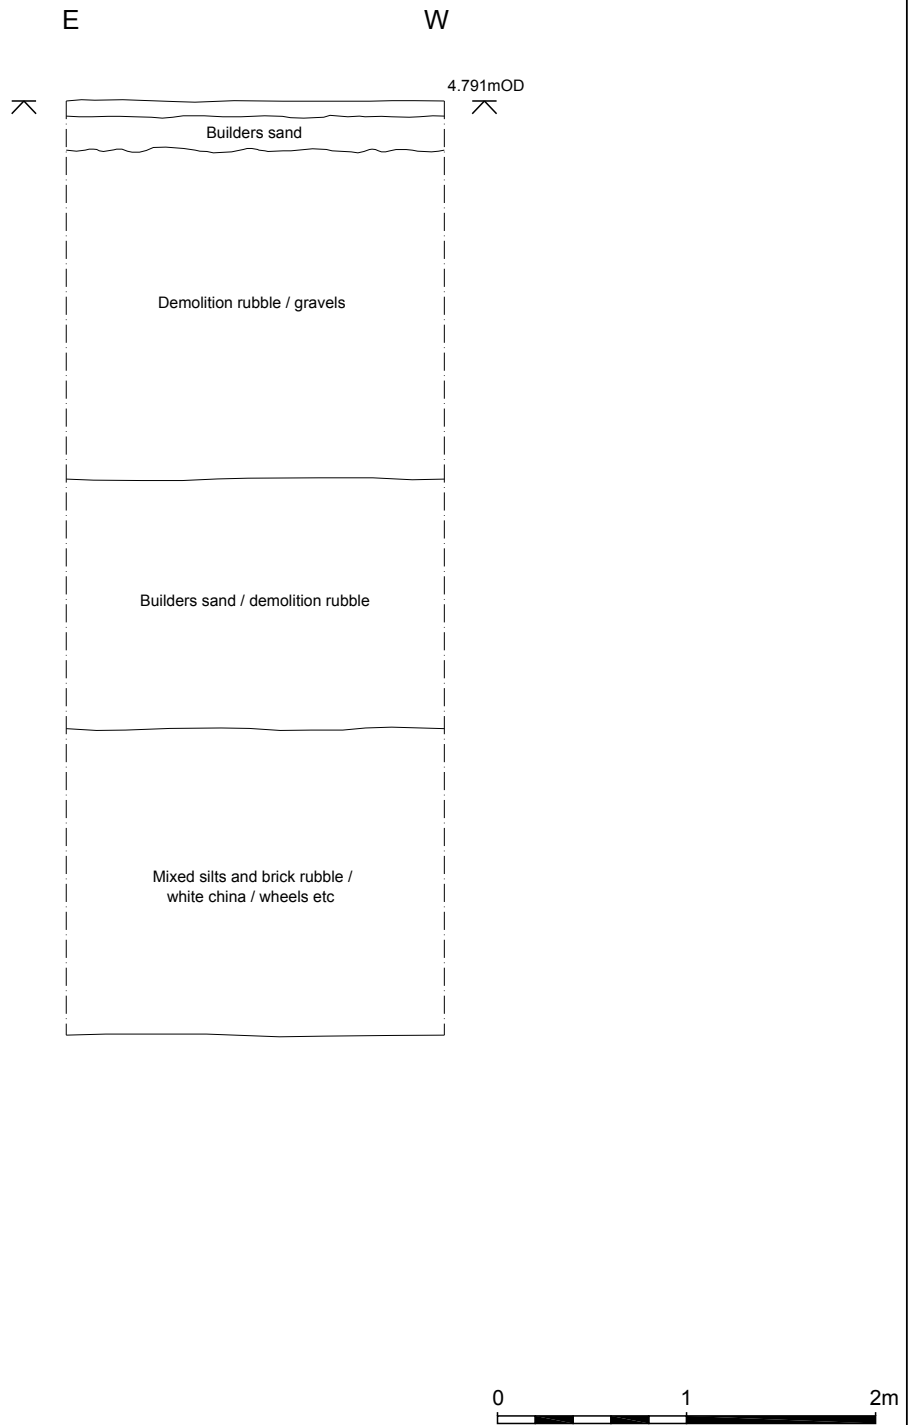 E W
4.791mOD
Builders sand
Demolition rubble / gravels
Builders sand / demolition rubble
Mixed silts and brick rubble /
white china / wheels etc
0 1 2m